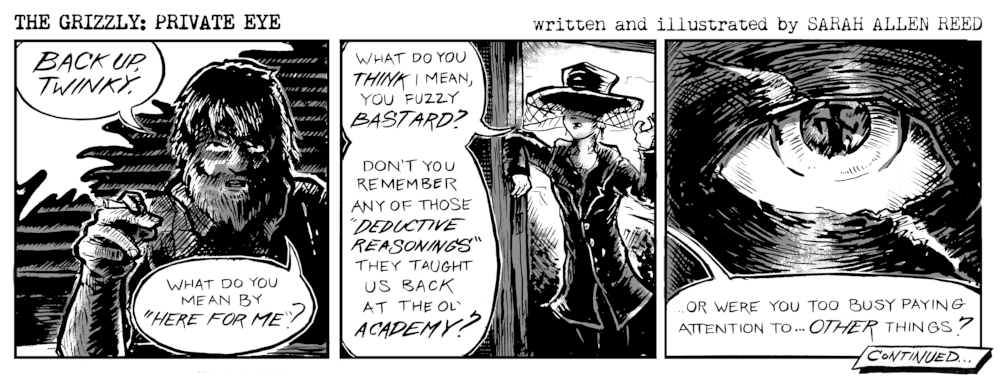 THE GRIZZLY: PRIVATE EYE
written and illustrated by SARAH ALLEN REED
BACK UP,
TWINKY.
WHAT DO YOU
MEAN BY
"HERE FOR ME"?
WHAT DO YOU
THINK I MEAN,
YOU FUZZY
BASTARD?
DON'T YOU
REMEMBER
ANY OF THOSE
"DEDUCTIVE
REASONINGS"
THEY TAUGHT
US BACK
AT THE OL'
ACADEMY?
...OR WERE YOU TOO BUSY PAYING
ATTENTION TO... OTHER THINGS?
CONTINUED...